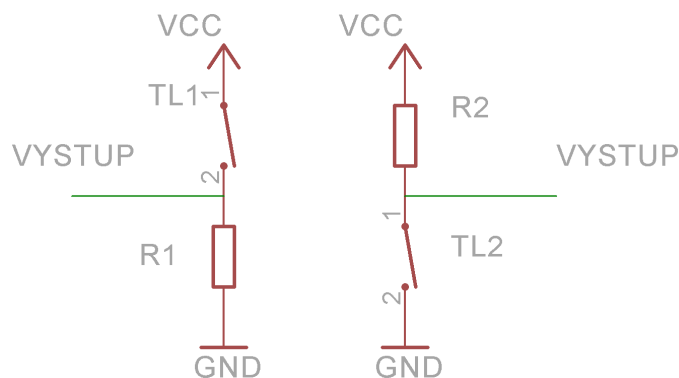 VCC
VCC
TL1
1
R2
VYSTUP
VYSTUP
2
1
R1
TL2
2
GND
GND